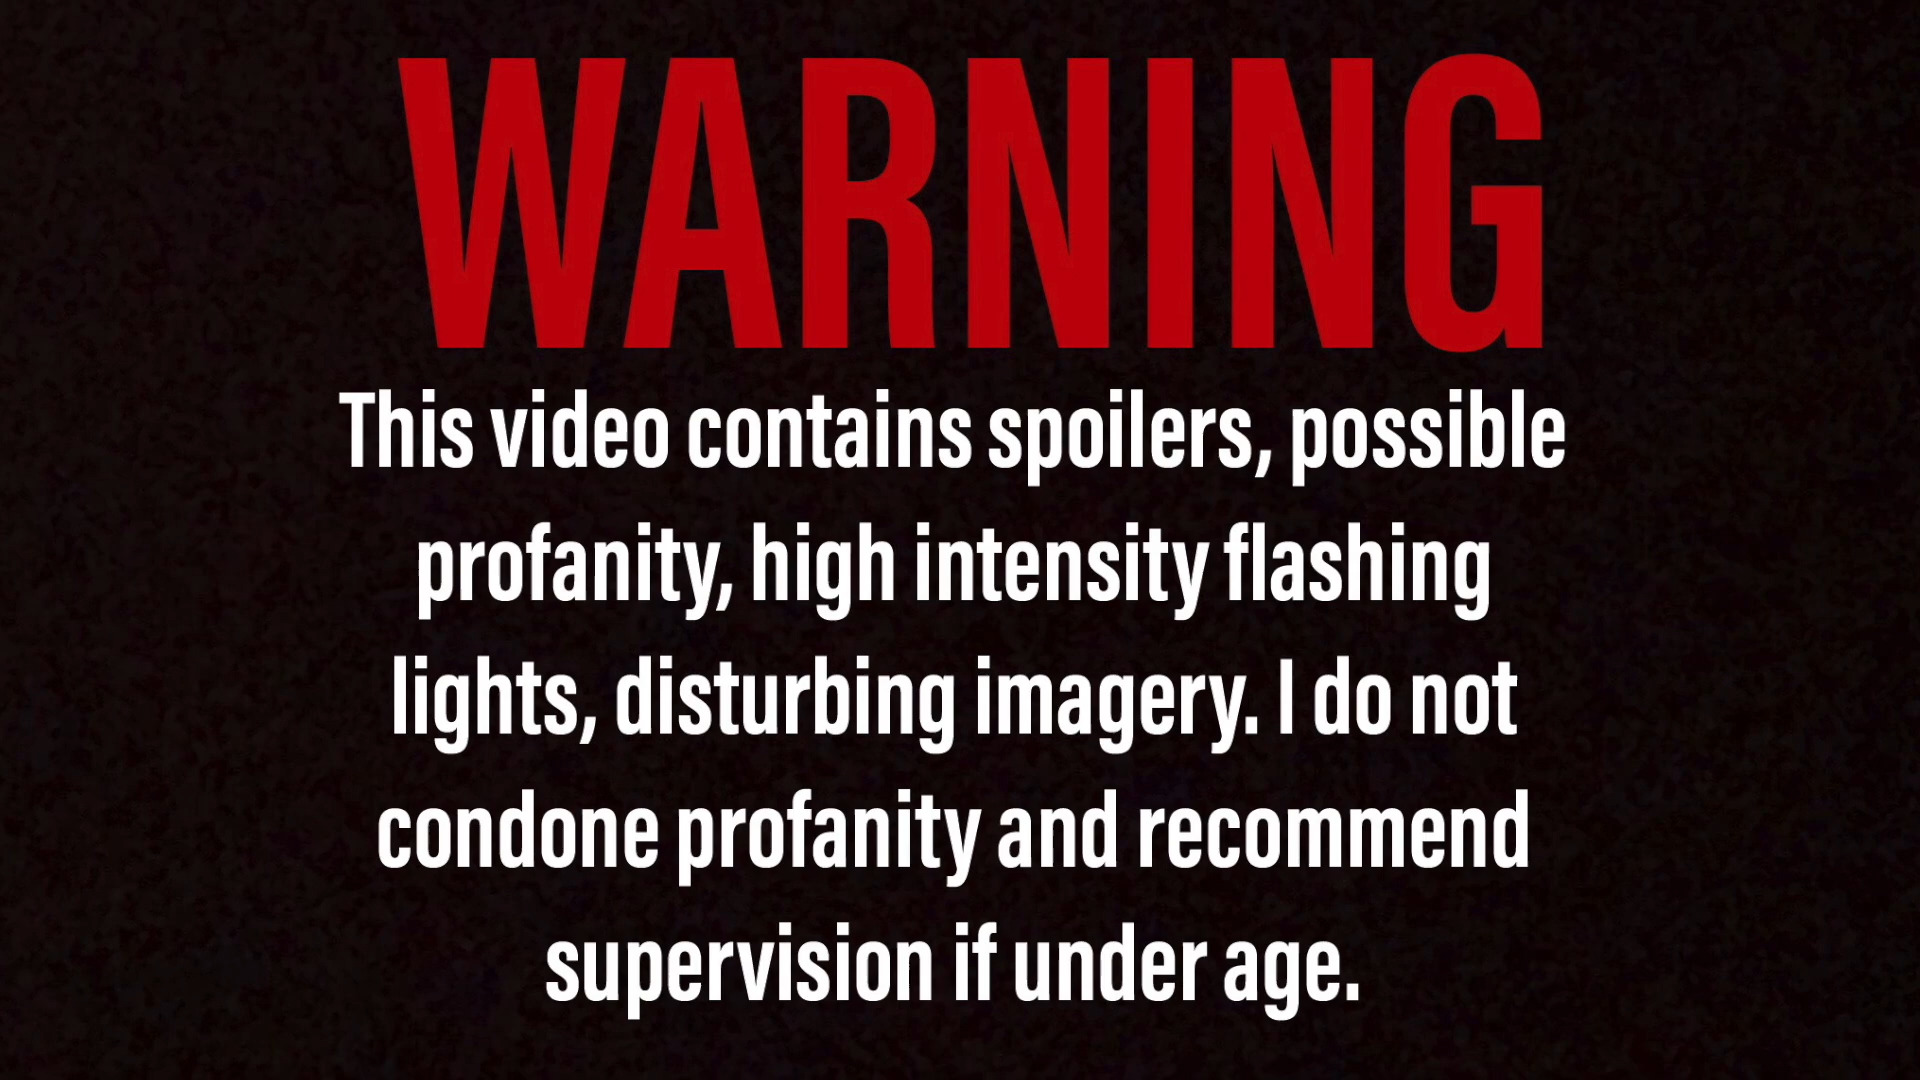 WARNING
This video contains spoilers, possible
profanity, high intensity flashing
lights, disturbing imagery. I do not
condone profanity and recommend
supervision if under age.